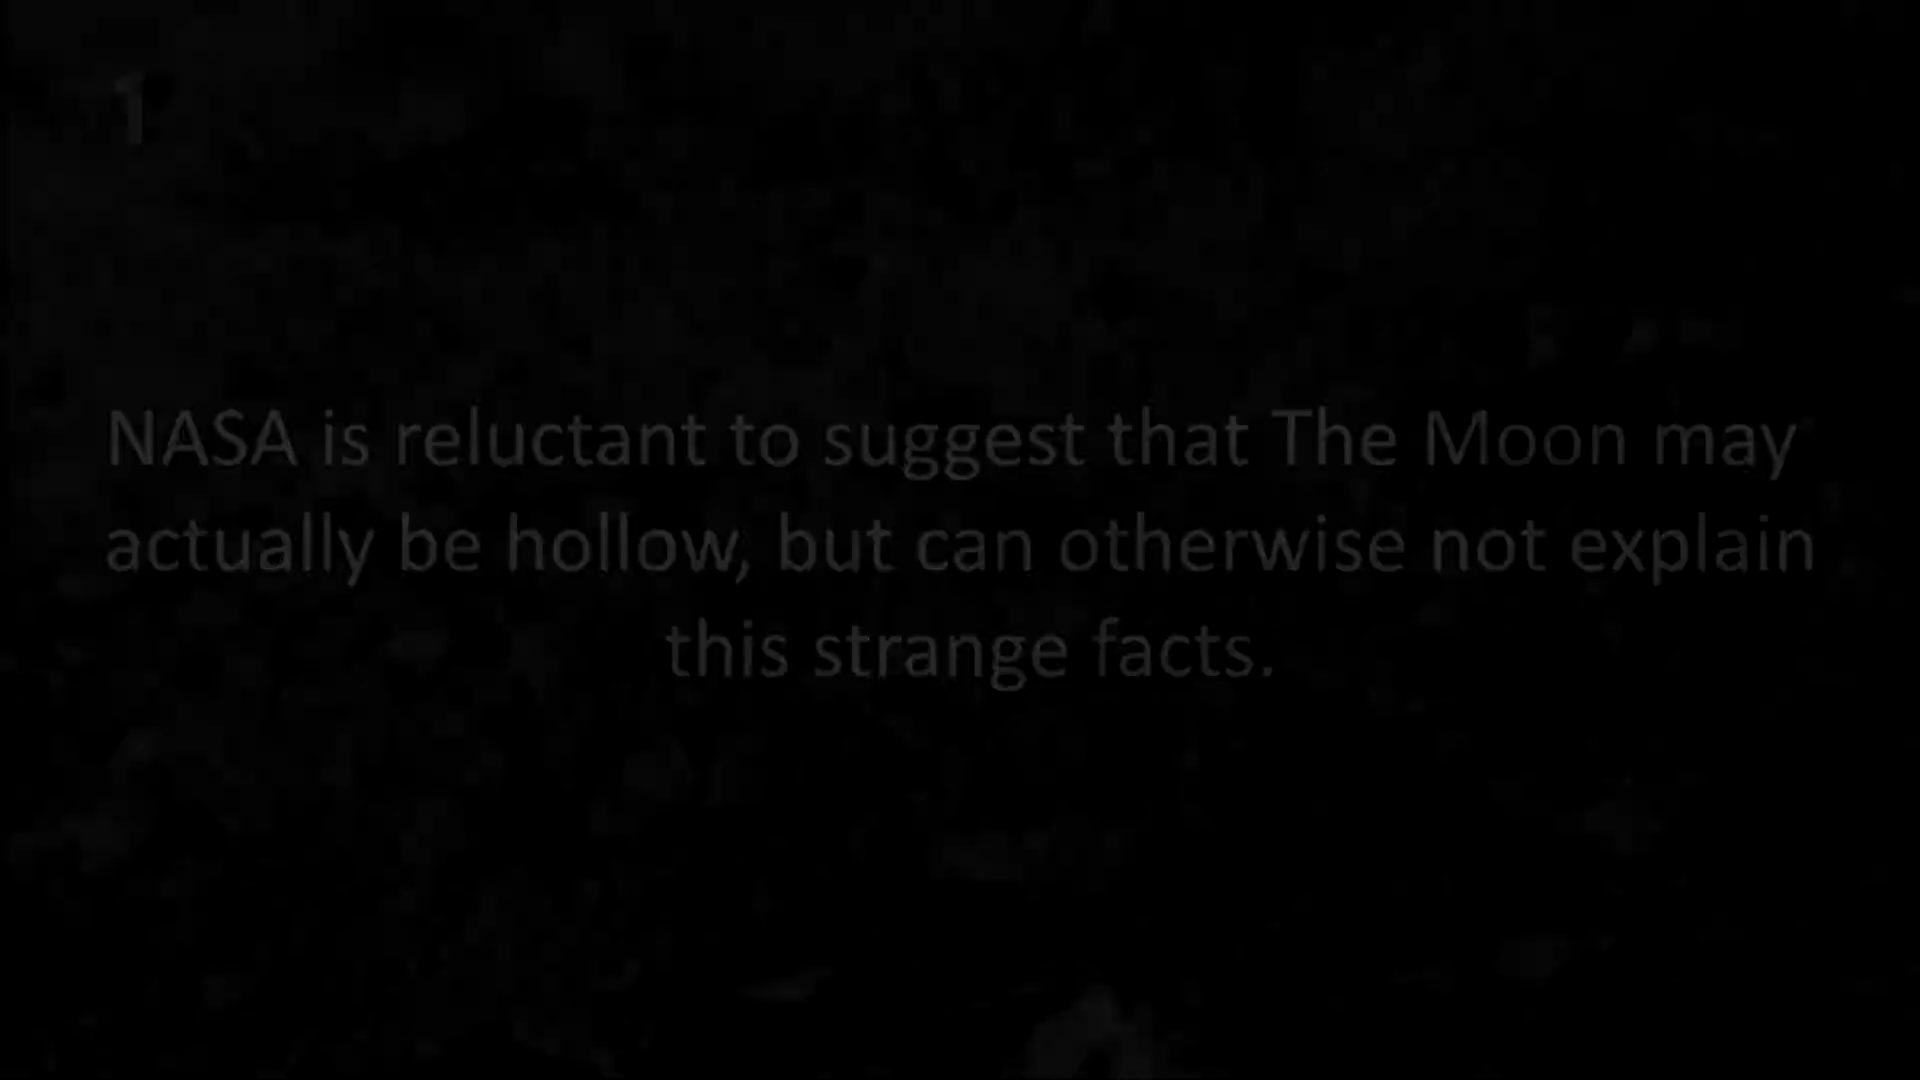 1
NASA is reluctant to suggest that The Moon may
actually be hollow, but can otherwise not explain
this strange facts.